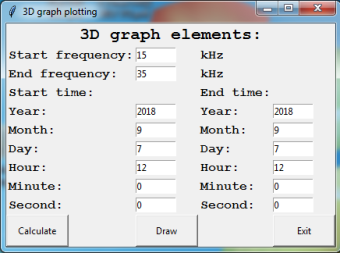 3D graph plotting
3D graph elements:
Start frequency: 15 kHz
End frequency: 35 kHz
Start time: End time:
Year: 2018 Year: 2018
Month: 9 Month: 9
Day: 7 Day: 7
Hour: 12 Hour: 12
Minute: 0 Minute: 0
Second: 0 Second: 0
Calculate Draw Exit